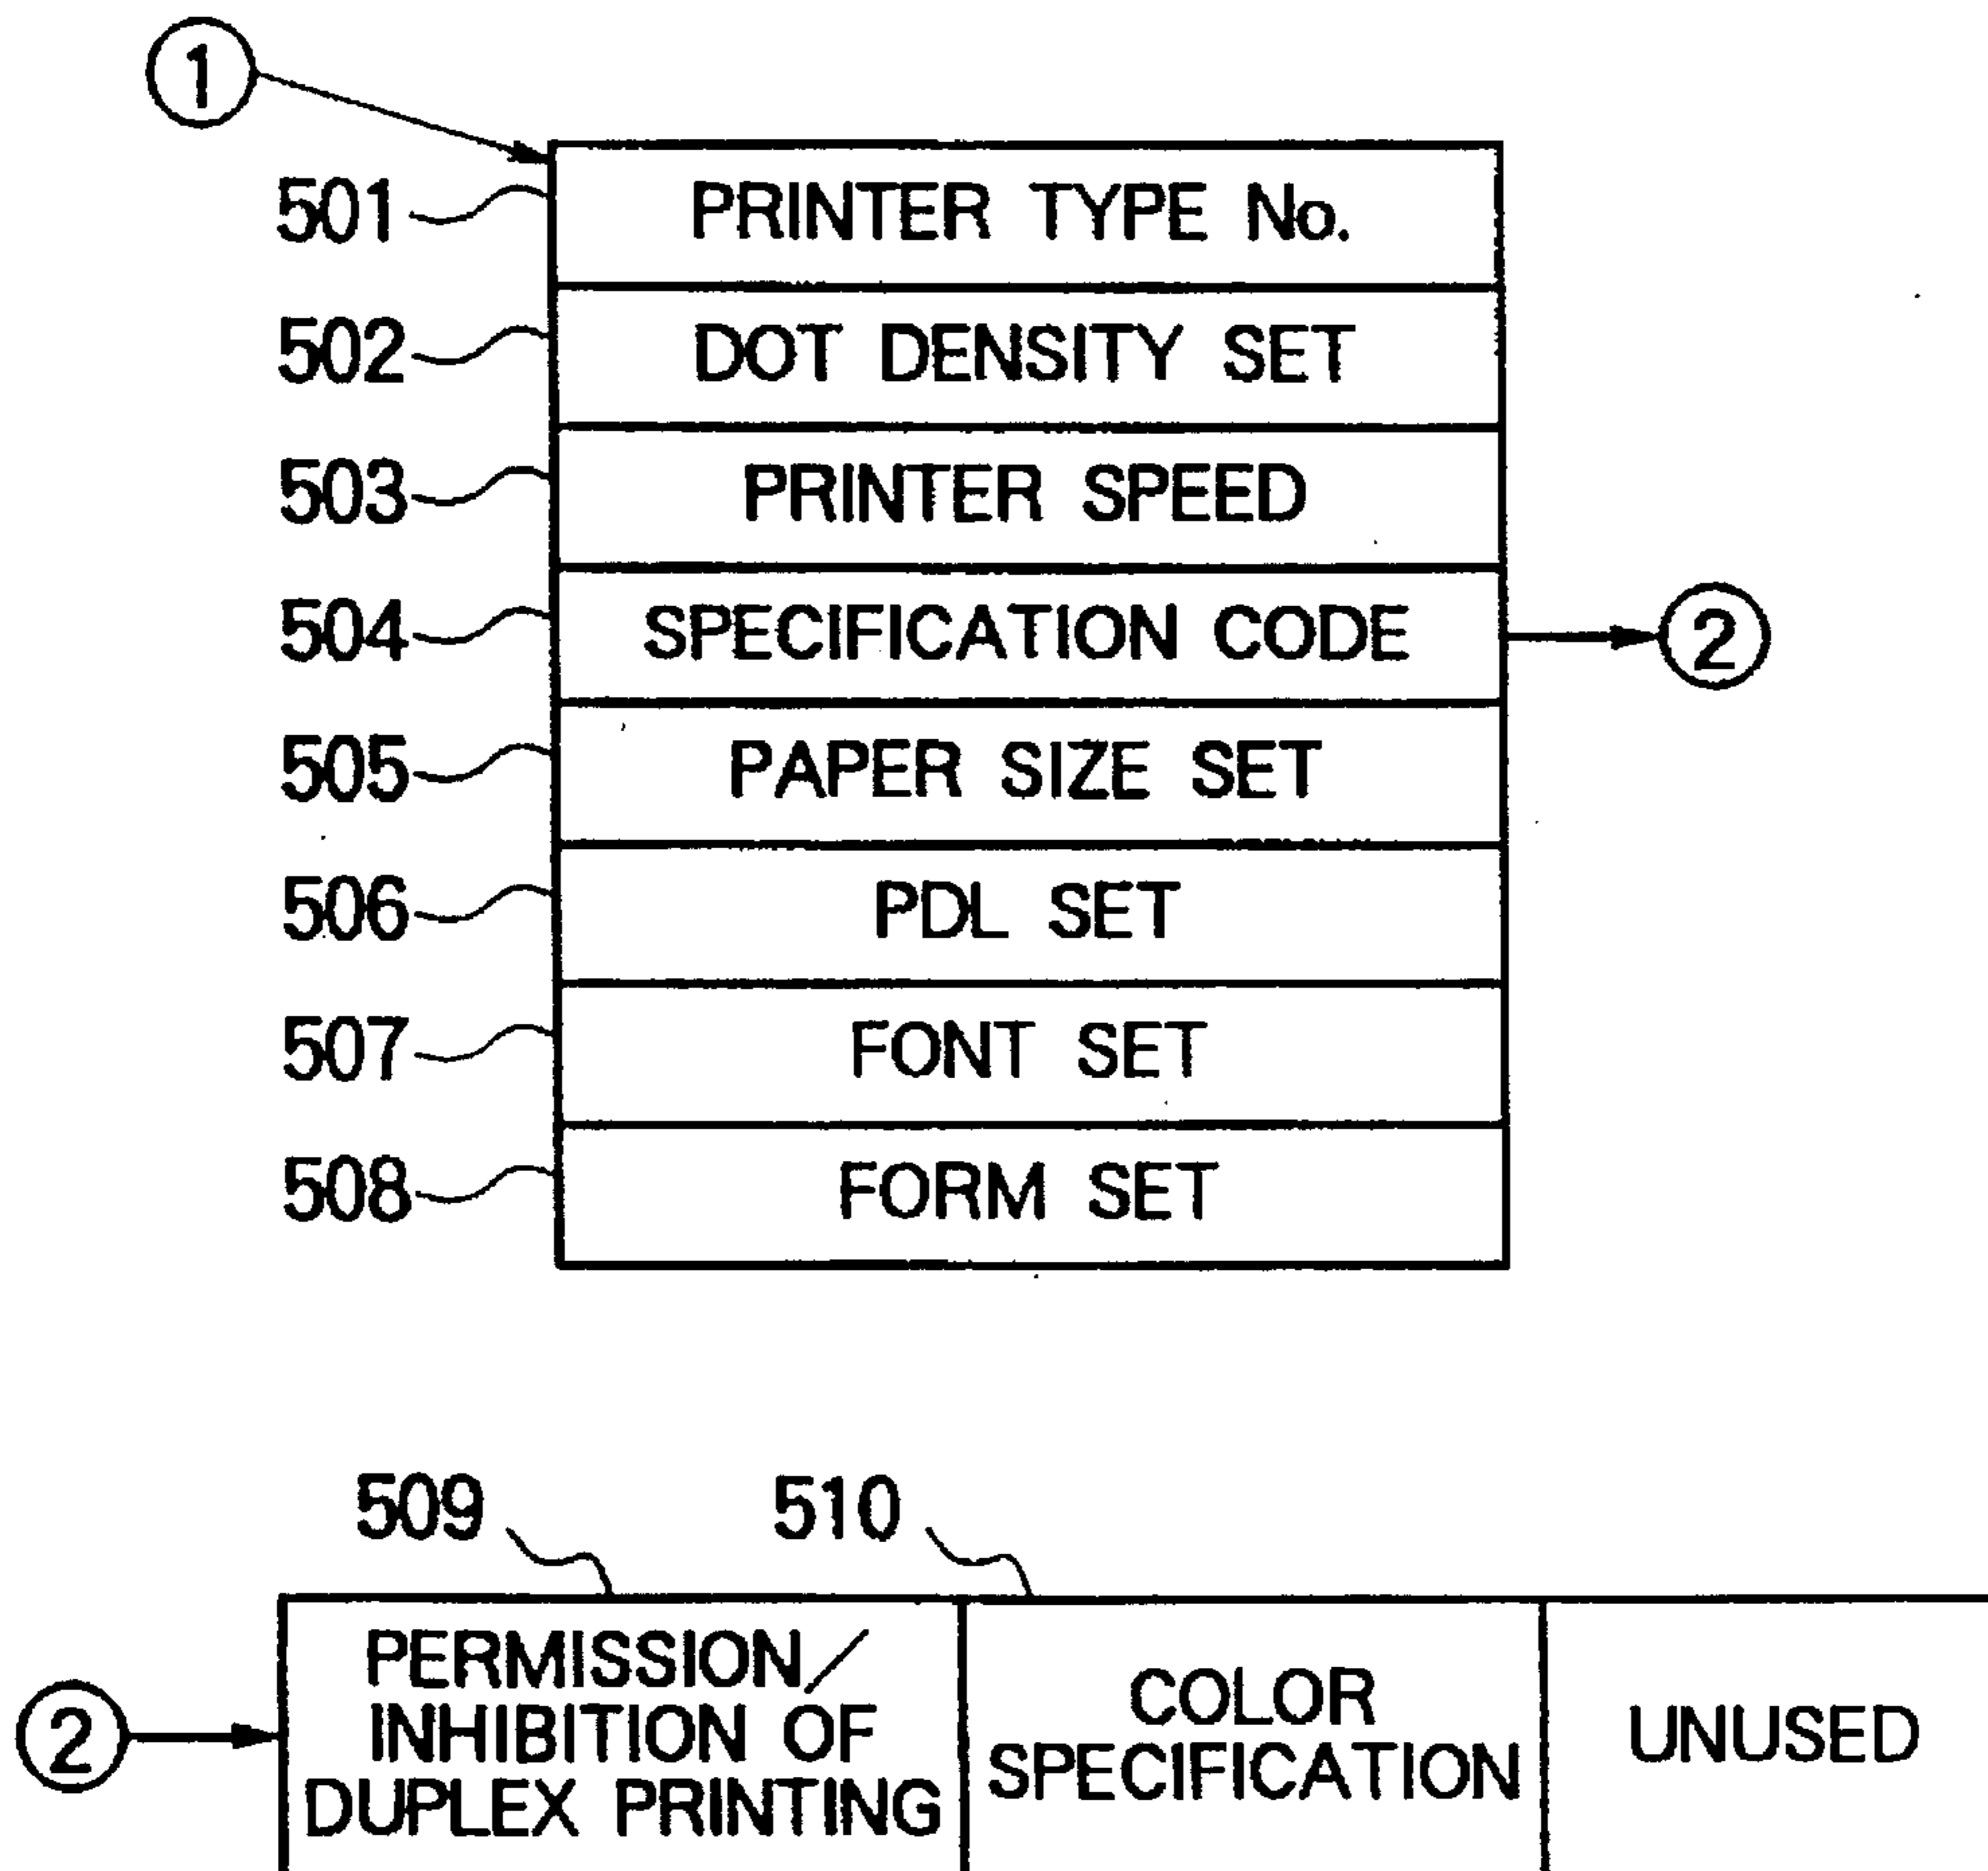 1
501 PRINTER TYPE No.
502 DOT DENSITY SET
503 PRINTER SPEED
504 SPECIFICATION CODE 2
505 PAPER SIZE SET
506 PDL SET
507 FONT SET
508 FORM SET
509 510
PERMISSION/
INHIBITION OF
DUPLEX PRINTING
COLOR
SPECIFICATION
UNUSED
2